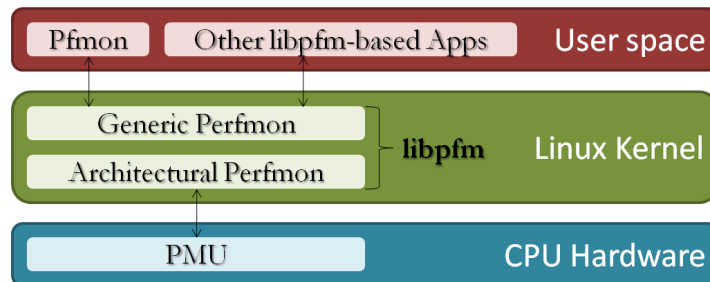 Pfmon
Other libpfm-based Apps
User space
Generic Perfmon
libpfm
Linux Kernel
Architectural Perfmon
PMU
CPU Hardware